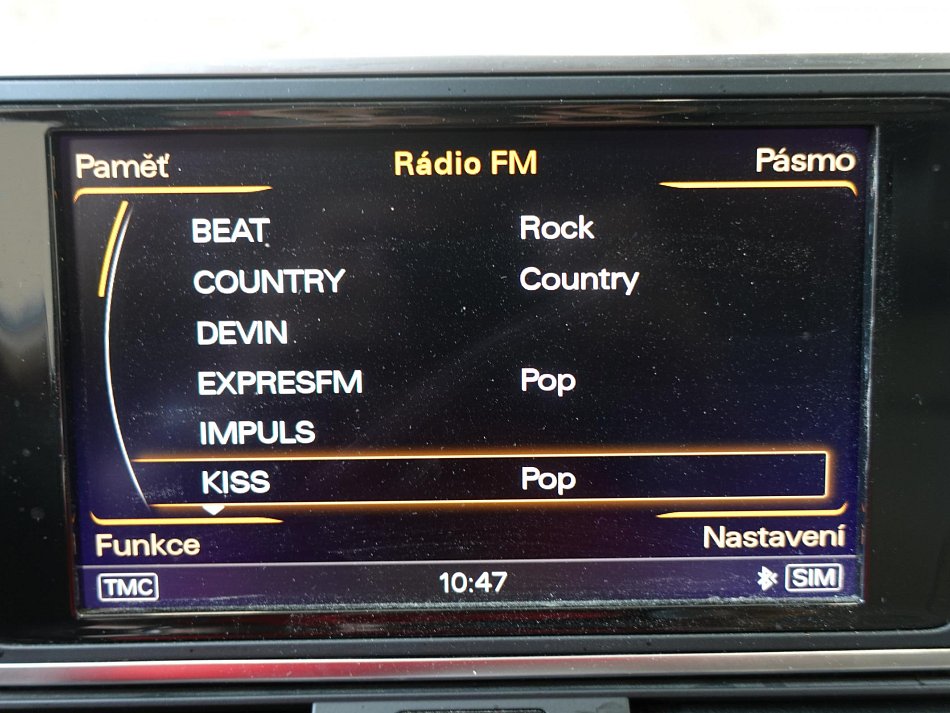 Paměť Rádio FM Pásmo
BEAT Rock
COUNTRY Country
DEVIN
EXPRESFM Pop
IMPULS
KISS Pop
Funkce Nastavení
TMC 10:47 SIM